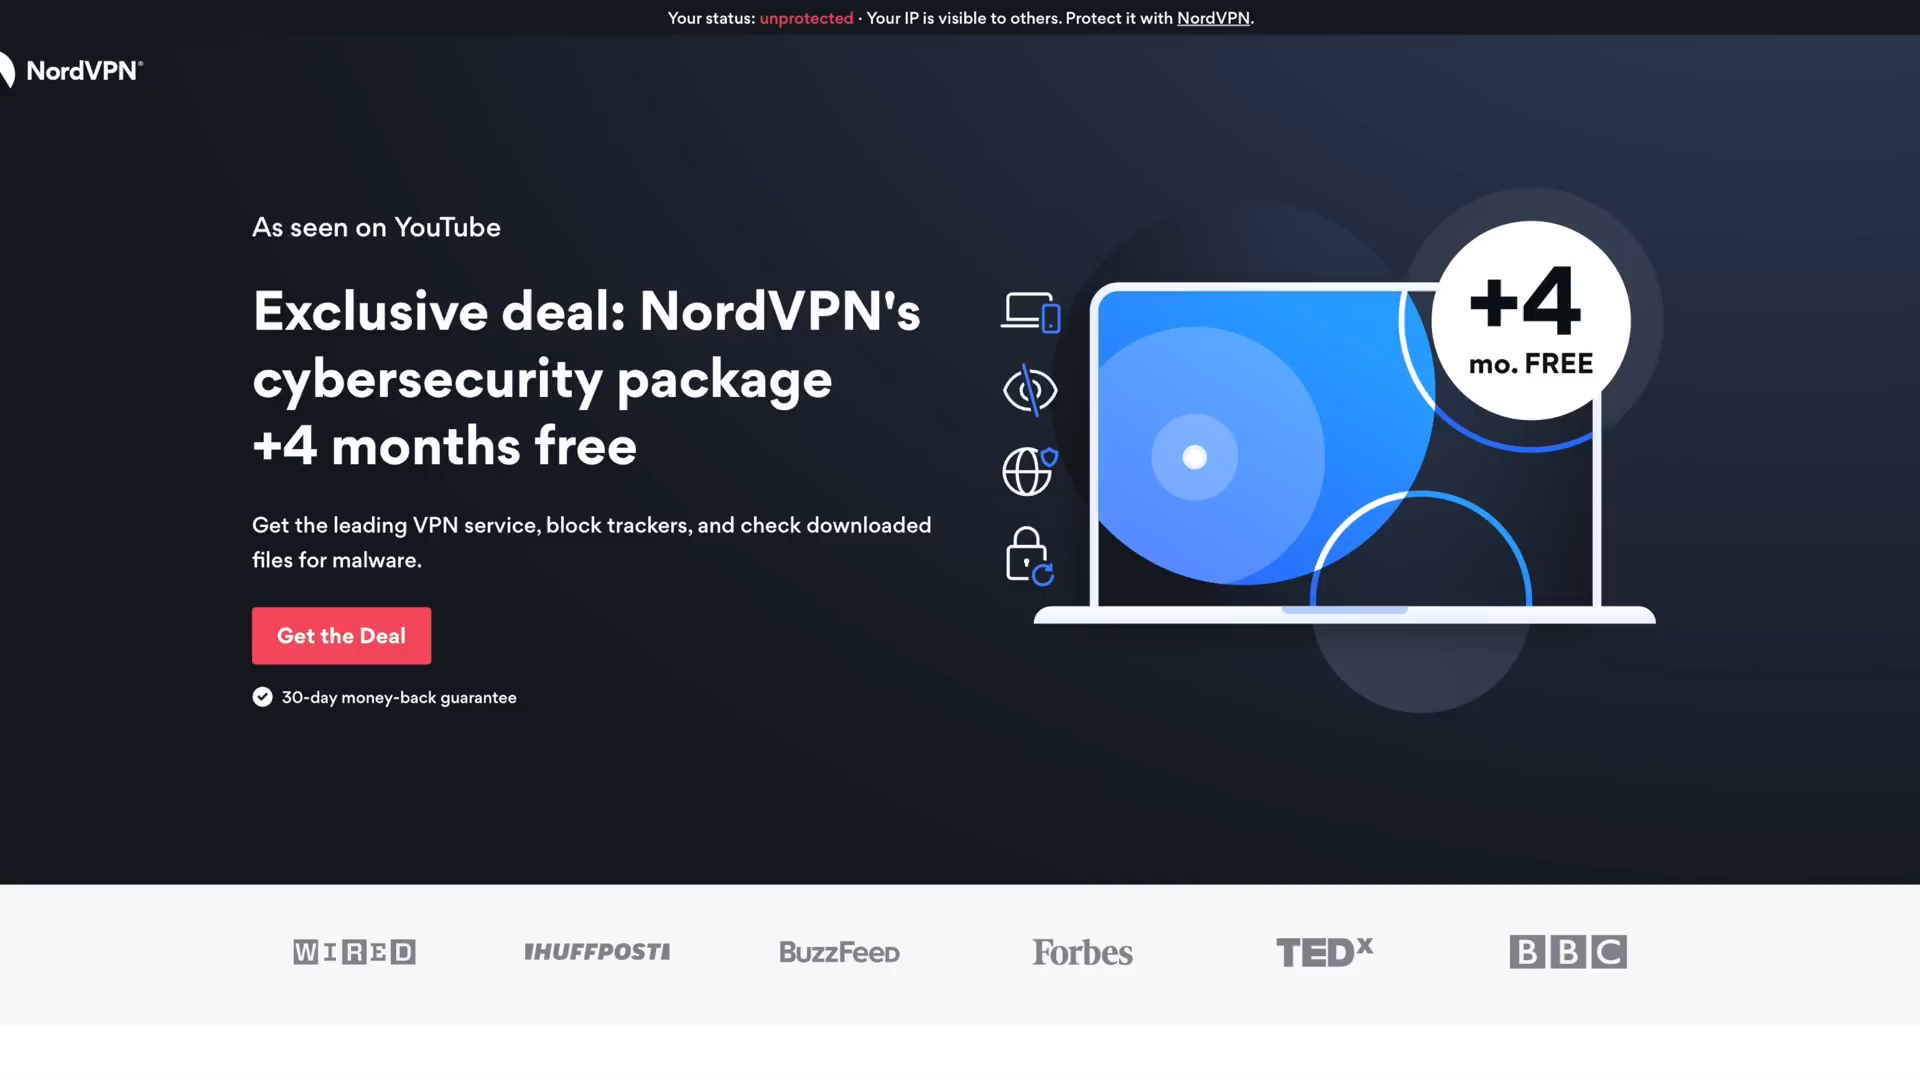 Your status: unprotected · Your IP is visible to others. Protect it with NordVPN.
NordVPN®
As seen on YouTube
Exclusive deal: NordVPN's
cybersecurity package
+4 months free
Get the leading VPN service, block trackers, and check downloaded
files for malware.
Get the Deal
30-day money-back guarantee
+4
mo. FREE
WIRED
HUFFPOST
BuzzFeed
Forbes
TEDx
BBC